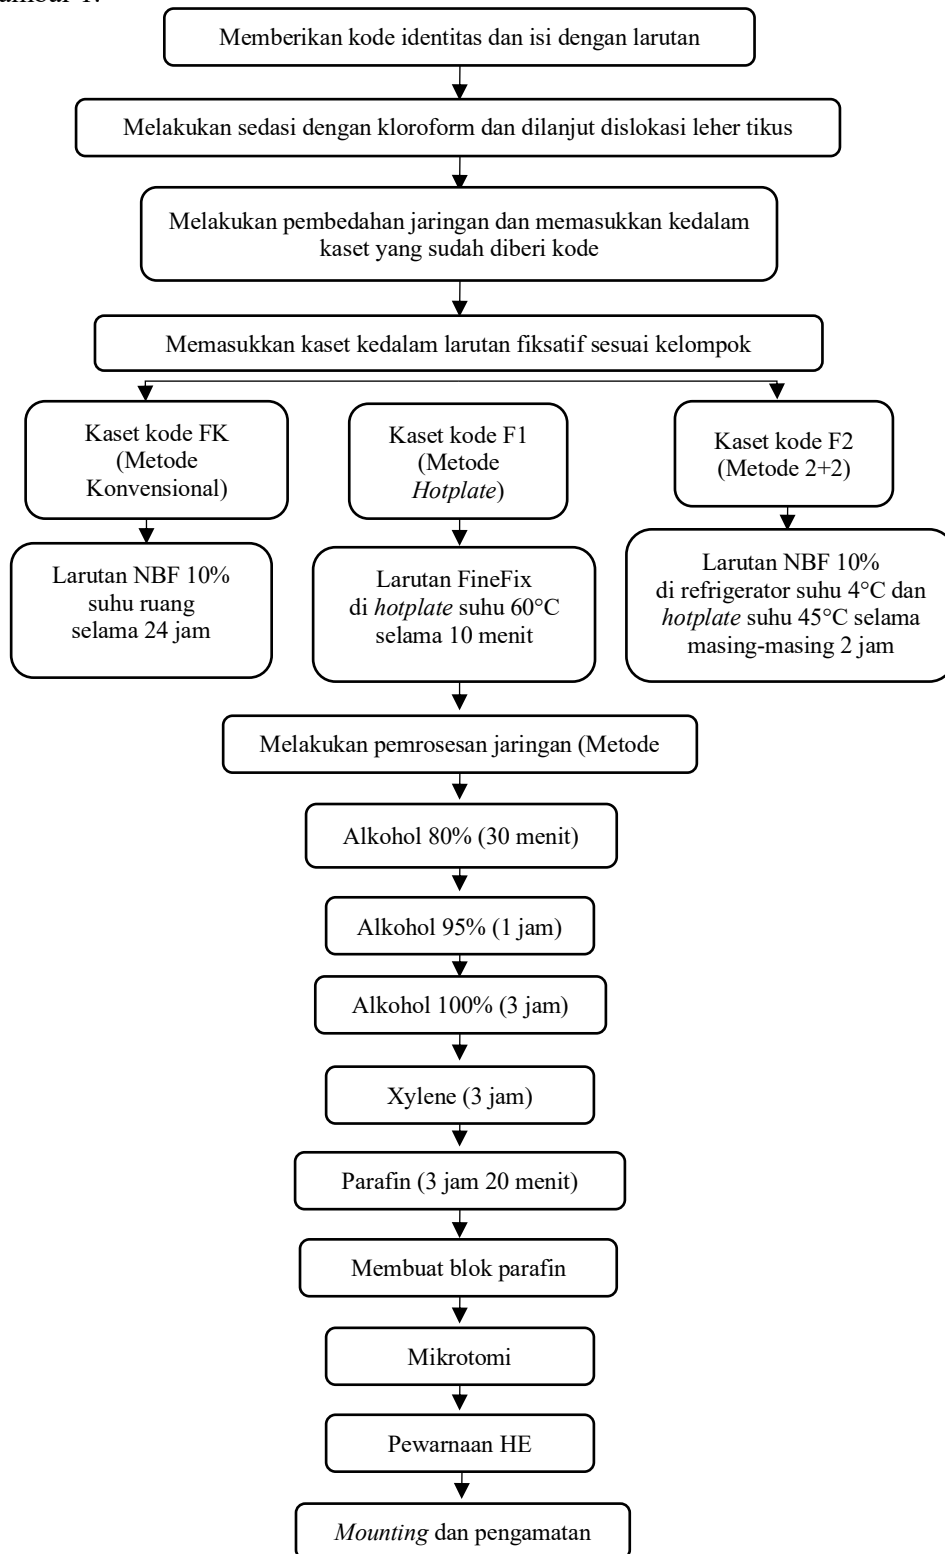 Memberikan kode identitas dan isi dengan larutan
Melakukan sedasi dengan kloroform dan dilanjut dislokasi leher tikus
Melakukan pembedahan jaringan dan memasukkan kedalam
kaset yang sudah diberi kode
Memasukkan kaset kedalam larutan fiksatif sesuai kelompok
Kaset kode FK
(Metode
Konvensional)
Kaset kode F1
(Metode
Hotplate)
Kaset kode F2
(Metode 2+2)
Larutan NBF 10%
suhu ruang
selama 24 jam
Larutan FineFix
di hotplate suhu 60°C
selama 10 menit
Larutan NBF 10%
di refrigerator suhu 4°C dan
hotplate suhu 45°C selama
masing-masing 2 jam
Melakukan pemrosesan jaringan (Metode
Alkohol 80% (30 menit)
Alkohol 95% (1 jam)
Alkohol 100% (3 jam)
Xylene (3 jam)
Parafin (3 jam 20 menit)
Membuat blok parafin
Mikrotomi
Pewarnaan HE
Mounting dan pengamatan